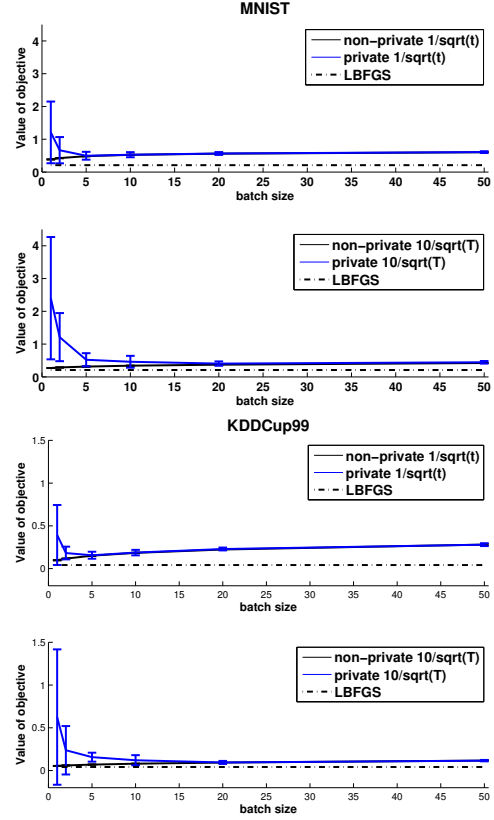 MNIST
Value of objective
4
3
2
1
0
0 5 10 15 20 25 30 35 40 45 50
batch size
non−private 1/sqrt(t)
private 1/sqrt(t)
LBFGS
Value of objective
4
3
2
1
0
0 5 10 15 20 25 30 35 40 45 50
batch size
non−private 10/sqrt(T)
private 10/sqrt(T)
LBFGS
KDDCup99
Value of objective
1.5
1
0.5
0
0 5 10 15 20 25 30 35 40 45 50
batch size
non−private 1/sqrt(t)
private 1/sqrt(t)
LBFGS
Value of objective
1.5
1
0.5
0
0 5 10 15 20 25 30 35 40 45 50
batch size
non−private 10/sqrt(T)
private 10/sqrt(T)
LBFGS